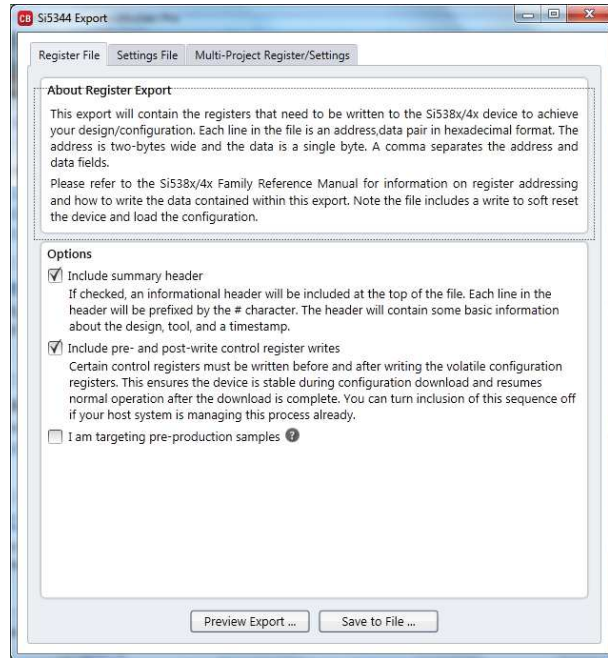 CB Si5344 Export
Register File Settings File Multi-Project Register/Settings
About Register Export
This export will contain the registers that need to be written to the Si538x/4x device to achieve
your design/configuration. Each line in the file is an address,data pair in hexadecimal format. The
address is two-bytes wide and the data is a single byte. A comma separates the address and
data fields.
Please refer to the Si538x/4x Family Reference Manual for information on register addressing
and how to write the data contained within this export. Note the file includes a write to soft reset
the device and load the configuration.
Options
Include summary header
If checked, an informational header will be included at the top of the file. Each line in the
header will be prefixed by the # character. The header will contain some basic information
about the design, tool, and a timestamp.
Include pre- and post-write control register writes
Certain control registers must be written before and after writing the volatile configuration
registers. This ensures the device is stable during configuration download and resumes
normal operation after the download is complete. You can turn inclusion of this sequence off
if your host system is managing this process already.
I am targeting pre-production samples ?
Preview Export ... Save to File ...